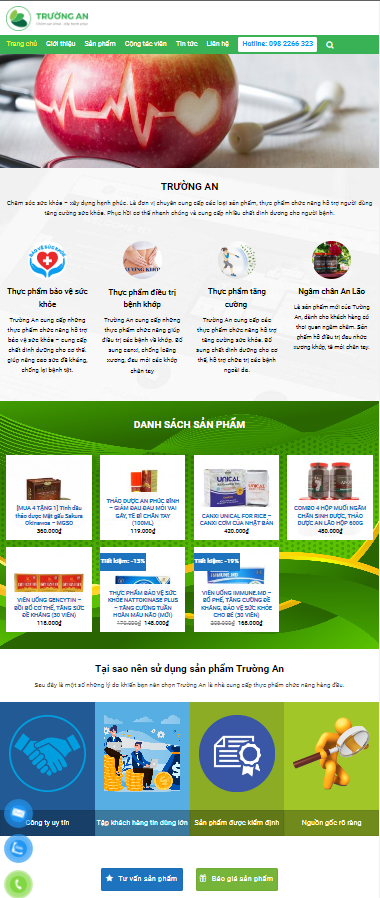 TRƯỜNG AN
Chăm sóc sức khỏe - xây hạnh phúc
Trang chủ Giới thiệu Sản phẩm Cộng tác viên Tin tức Liên hệ Hotline: 098 2266 323
TRƯỜNG AN
Chăm sóc sức khỏe – xây dựng hạnh phúc. Là đơn vị chuyên cung cấp các loại sản phẩm, thực phẩm chức năng hỗ trợ người dùng
tăng cường sức khỏe. Phục hồi cơ thể nhanh chóng và cung cấp nhiều chất dinh dưỡng cho người bệnh.
BẢO VỆ SỨC KHỎE
XƯƠNG KHỚP
Thực phẩm bảo vệ sức
khỏe
Trường An cung cấp những
thực phẩm chức năng hỗ trợ
bảo vệ sức khỏe – cung cấp
chất dinh dưỡng cho cơ thể,
giúp nâng cao sức đề kháng,
chống lại bệnh tật.
Thực phẩm điều trị
bệnh khớp
Trường An cung cấp những
thực phẩm chức năng giúp
điều trị các bệnh về khớp. Bổ
sung canxi, chống loãng
xương, đau mỏi các khớp
chân tay
Thực phẩm tăng
cường
Trường An cung cấp các
thực phẩm chức năng hỗ trợ
tăng cường sức khỏe. Bổ
sung chất dinh dưỡng cho cơ
thể, hỗ trợ chữa trị các bệnh
ngoài da.
Ngâm chân An Lão
Là sản phẩm mới của Tường
An, dành cho khách hàng có
thói quen ngâm chân. Sản
phẩm hỗ điều trị đau nhức
xương khớp, tê mỏi chân tay.
DANH SÁCH SẢN PHẨM
[MUA 4 TẶNG 1] Tinh dầu
thảo dược Mật gấu Sakura
Okinawa – MGSO
360.000₫
THẢO DƯỢC AN PHÚC BÌNH
– GIẢM ĐAU ĐẦU MỎI VAI
GÁY, TÊ BÌ CHÂN TAY
(100ML)
119.000₫
UNICAL
CANXI UNICAL FOR RICE –
CANXI CƠM CỦA NHẬT BẢN
420.000₫
COMBO 4 HỘP MUỐI NGÂM
CHÂN SINH DƯỢC, THẢO
DƯỢC AN LÃO HỘP 600G
480.000₫
VIÊN UỐNG GENCYTIN –
BỒI BỔ CƠ THỂ, TĂNG SỨC
ĐỀ KHÁNG (30 VIÊN)
116.000₫
Tiết kiệm: -13%
THỰC PHẨM BẢO VỆ SỨC
KHỎE NATTOKINASE PLUS
– TĂNG CƯỜNG TUẦN
HOÀN MÁU NÃO (MỚI)
170.000₫ 148.000₫
Tiết kiệm: -19%
IMMUNE.MD
VIÊN UỐNG IMMUNE.MD –
BỔ PHẾ, TĂNG CƯỜNG ĐỀ
KHÁNG, BẢO VỆ SỨC KHỎE
CHO BÉ (30 VIÊN)
168.000₫
Tại sao nên sử dụng sản phẩm Trường An
Sau đây là một số những lý do khiến bạn nên chọn Trường An là nhà cung cấp thực phẩm chức năng hàng đầu.
Công ty uy tín
Tập khách hàng tin dùng lớn
Sản phẩm được kiểm định
Nguồn gốc rõ ràng
Zalo
Tư vấn sản phẩm
Báo giá sản phẩm